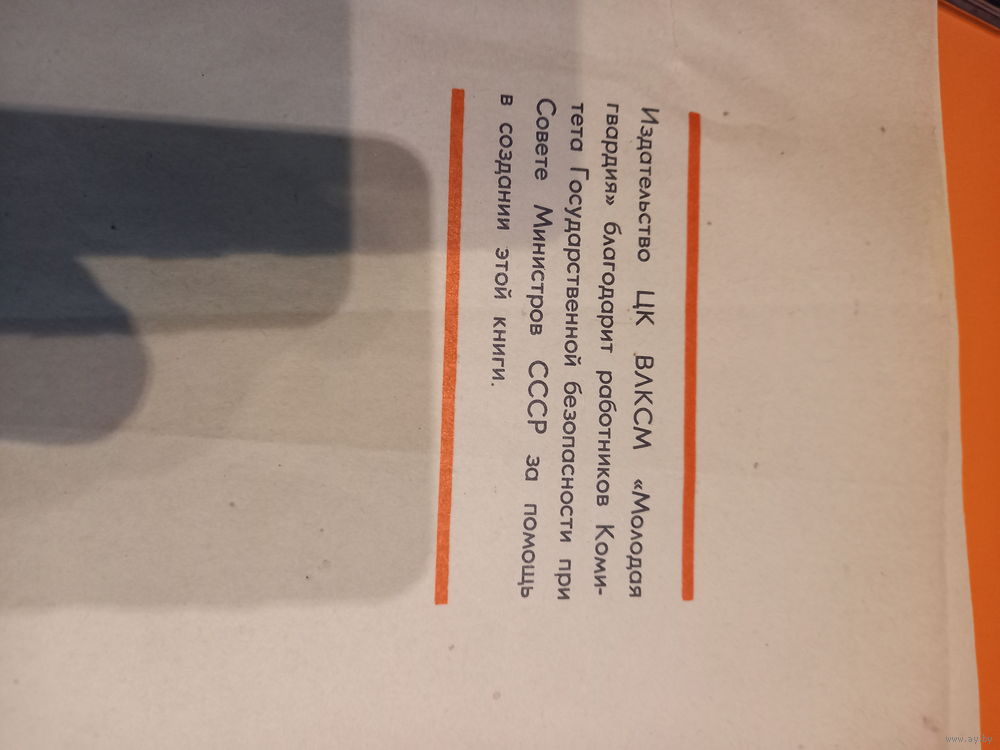 Издательство ЦК ВЛКСМ «Молодая
гвардия» благодарит работников Коми-
тета Государственной безопасности при
Совете Министров СССР за помощь
в создании этой книги.